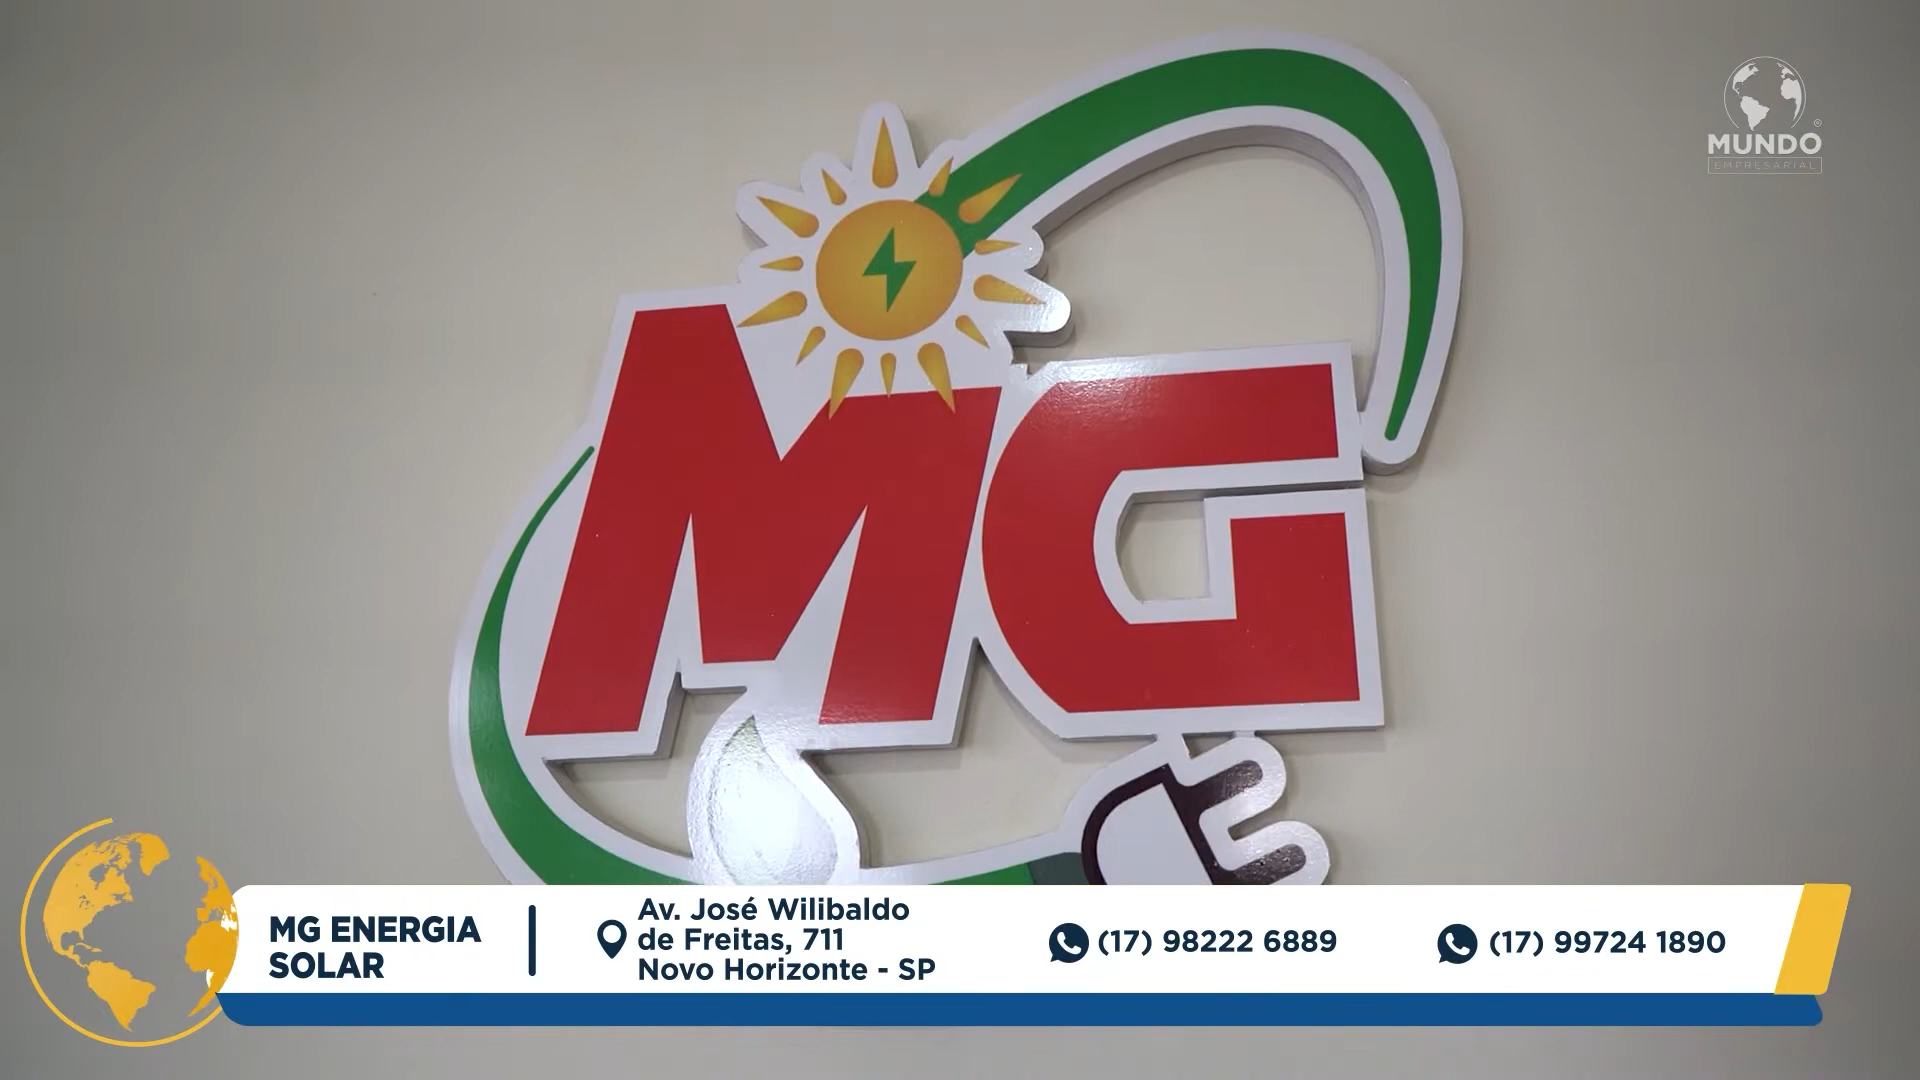 MUNDO
EMPRESARIAL
MG
MG ENERGIA
SOLAR
Av. José Wilibaldo
de Freitas, 711
Novo Horizonte - SP
(17) 98222 6889
(17) 99724 1890